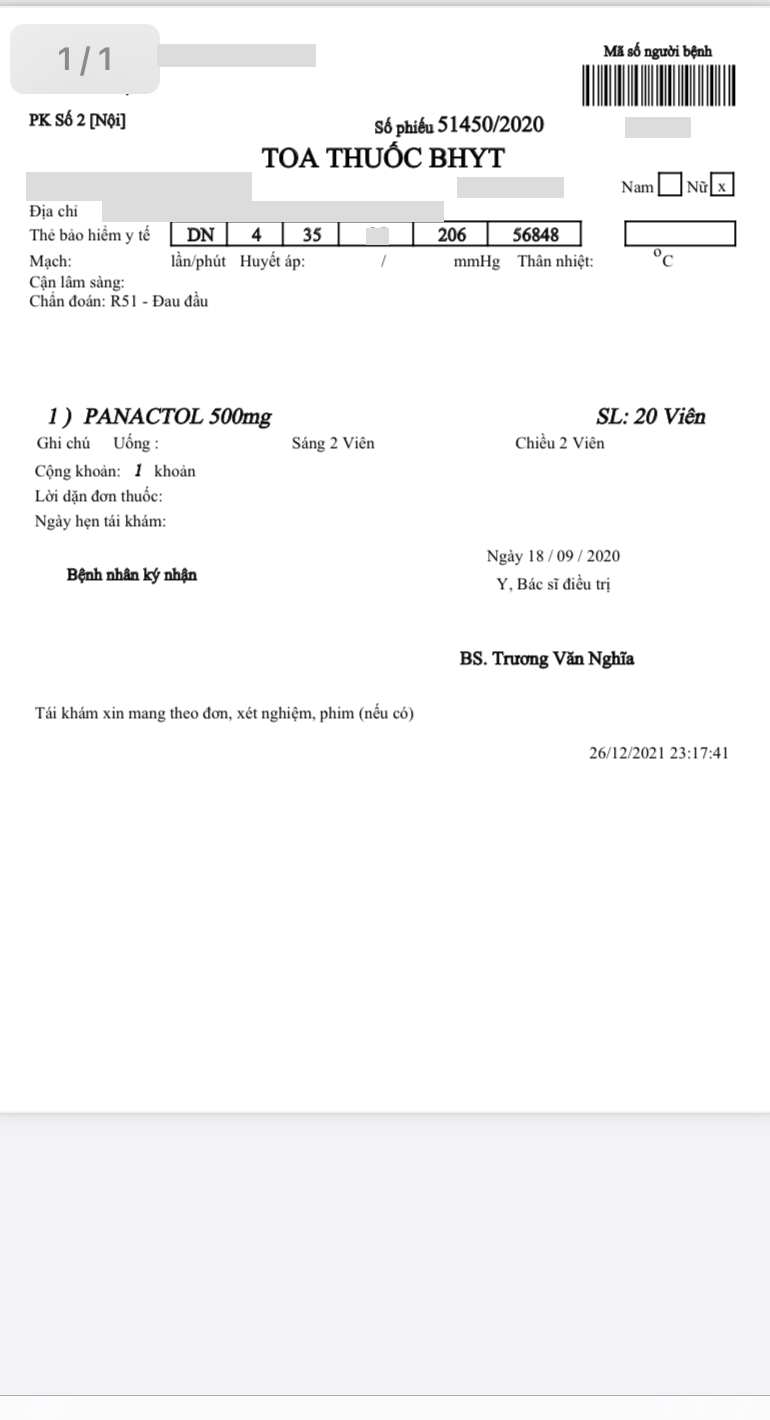 1/1
Mã số người bệnh
PK Số 2 [Nội]
Số phiếu 51450/2020
TOA THUỐC BHYT
Nam Nữ x
Địa chỉ
Thẻ bảo hiểm y tế DN 4 35 206 56848
Mạch: lần/phút Huyết áp: / mmHg Thân nhiệt: °C
Cận lâm sàng:
Chẩn đoán: R51 - Đau đầu
1 ) PANACTOL 500mg SL: 20 Viên
Ghi chú Uống : Sáng 2 Viên Chiều 2 Viên
Cộng khoản: 1 khoản
Lời dặn đơn thuốc:
Ngày hẹn tái khám:
Ngày 18 / 09 / 2020
Bệnh nhân ký nhận
Y, Bác sĩ điều trị
BS. Trương Văn Nghĩa
Tái khám xin mang theo đơn, xét nghiệm, phim (nếu có)
26/12/2021 23:17:41